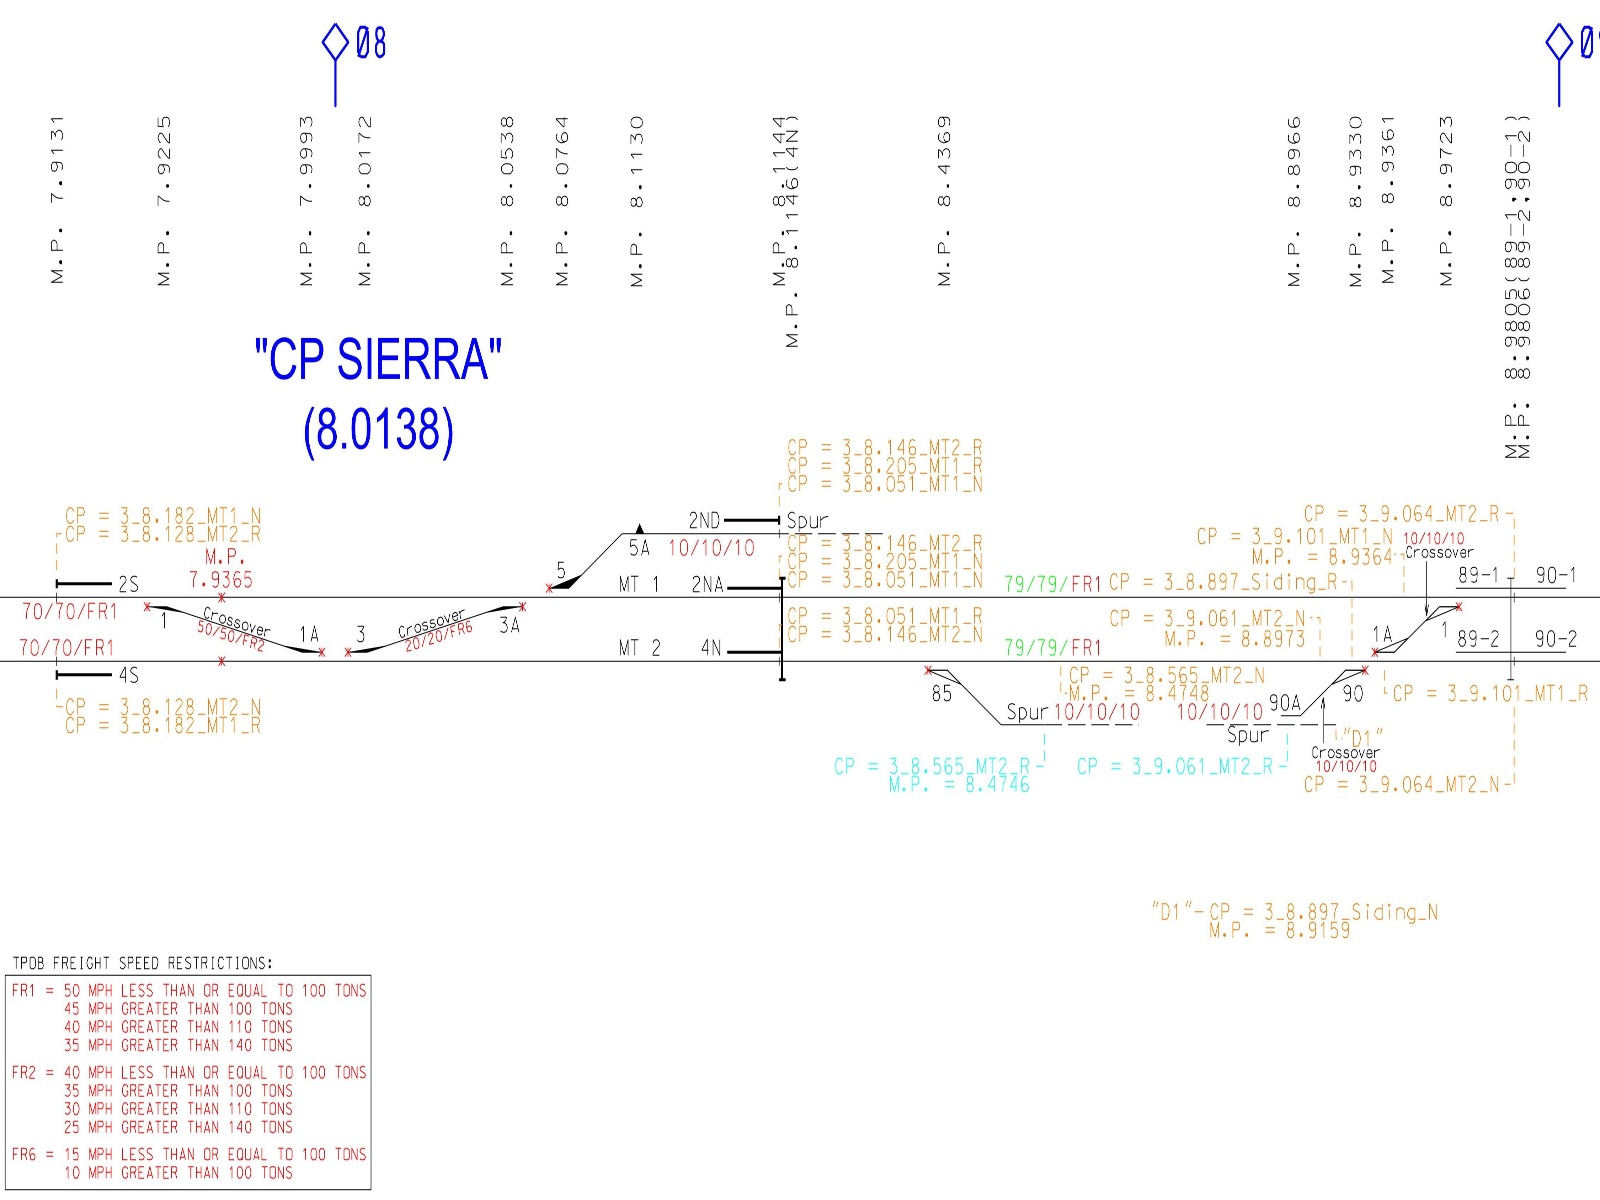 08
M.P. 7.9131
M.P. 7.9225
M.P. 7.9993
M.P. 8.0172
M.P. 8.0538
M.P. 8.0764
M.P. 8.1130
M.P. 8.1144
M.P. 8.1146(4N)
M.P. 8.4369
M.P. 8.8966
M.P. 8.9330
M.P. 8.9361
M.P. 8.9723
M.P. 8.9805(89-1,90-1)
M.P. 8.9806(89-2,90-2)
"CP SIERRA"
(8.0138)
CP = 3_8.182_MT1_N
CP = 3_8.128_MT2_R
M.P.
7.9365
2S
70/70/FR1
70/70/FR1
4S
CP = 3_8.128_MT2_N
CP = 3_8.182_MT1_R
1
Crossover
50/50/FR2
1A
3
Crossover
20/20/FR6
3A
5
5A
10/10/10
2ND
Spur
MT 1
2NA
MT 2
4N
CP = 3_8.146_MT2_R
CP = 3_8.205_MT1_R
CP = 3_8.051_MT1_N
CP = 3_8.146_MT2_R
CP = 3_8.205_MT1_R
CP = 3_8.051_MT1_N
CP = 3_8.051_MT1_R
CP = 3_8.146_MT2_N
79/79/FR1
79/79/FR1
CP = 3_9.064_MT2_R
CP = 3_9.101_MT1_N
M.P. = 8.9364
10/10/10
Crossover
CP = 3_8.897_Siding_R
CP = 3_9.061_MT2_N
M.P. = 8.8973
89-1
90-1
89-2
90-2
1A
1
CP = 3_8.565_MT2_N
M.P. = 8.4748
85
Spur
10/10/10
10/10/10
90A
90
Spur
CP = 3_9.101_MT1_R
"D1"
Crossover
10/10/10
CP = 3_8.565_MT2_R
M.P. = 8.4746
CP = 3_9.061_MT2_R
CP = 3_9.064_MT2_N
"D1"-CP = 3_8.897_Siding_N
M.P. = 8.9159
TPDB FREIGHT SPEED RESTRICTIONS:
FR1 = 50 MPH LESS THAN OR EQUAL TO 100 TONS
45 MPH GREATER THAN 100 TONS
40 MPH GREATER THAN 110 TONS
35 MPH GREATER THAN 140 TONS
FR2 = 40 MPH LESS THAN OR EQUAL TO 100 TONS
35 MPH GREATER THAN 100 TONS
30 MPH GREATER THAN 110 TONS
25 MPH GREATER THAN 140 TONS
FR6 = 15 MPH LESS THAN OR EQUAL TO 100 TONS
10 MPH GREATER THAN 100 TONS